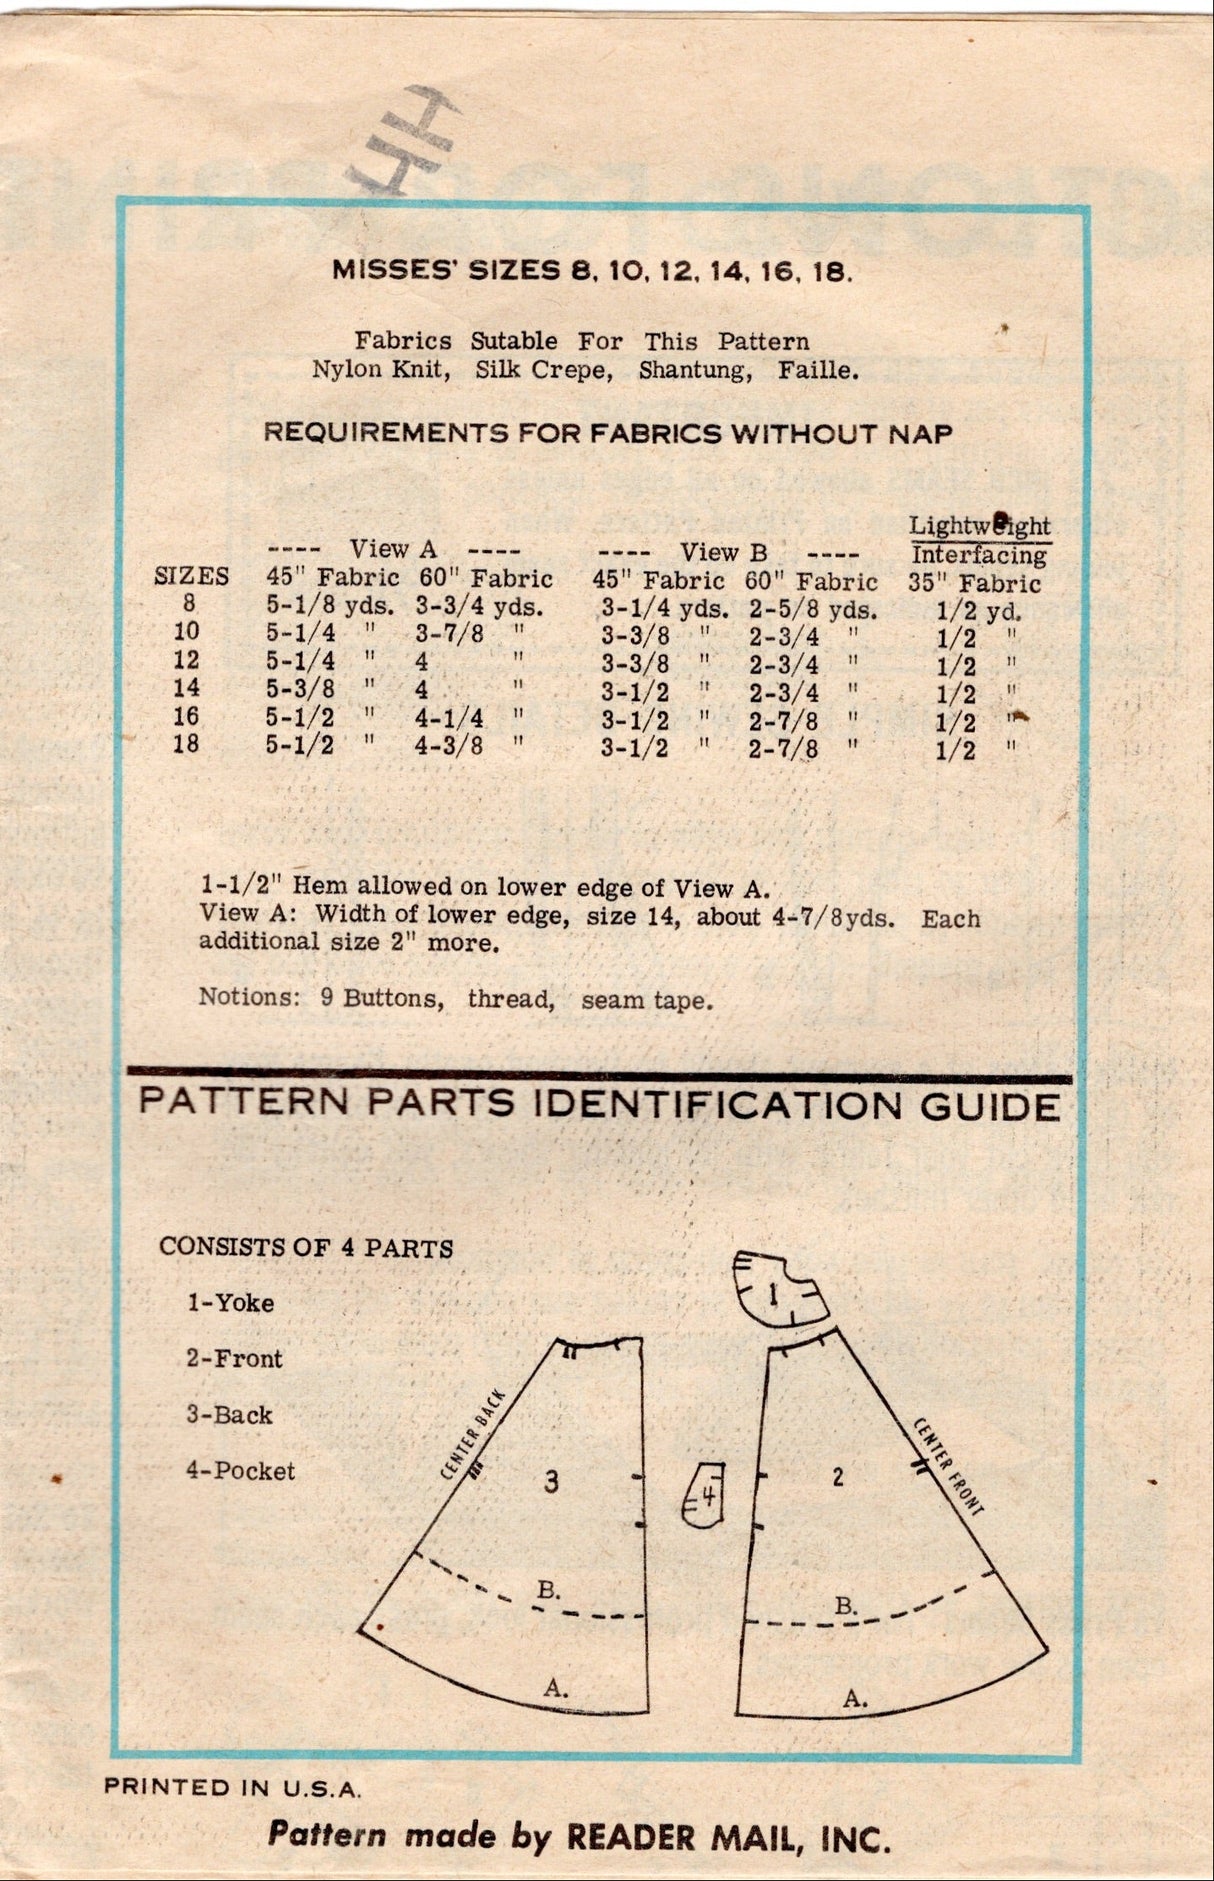 HH
MISSES' SIZES 8, 10, 12, 14, 16, 18.
Fabrics Sutable For This Pattern
Nylon Knit, Silk Crepe, Shantung, Faille.
REQUIREMENTS FOR FABRICS WITHOUT NAP
Lightweight
---- View A ---- ---- View B ---- Interfacing
SIZES 45" Fabric 60" Fabric 45" Fabric 60" Fabric 35" Fabric
8 5-1/8 yds. 3-3/4 yds. 3-1/4 yds. 2-5/8 yds. 1/2 yd.
10 5-1/4 " 3-7/8 " 3-3/8 " 2-3/4 " 1/2 "
12 5-1/4 " 4 " 3-3/8 " 2-3/4 " 1/2 "
14 5-3/8 " 4 " 3-1/2 " 2-3/4 " 1/2 "
16 5-1/2 " 4-1/4 " 3-1/2 " 2-7/8 " 1/2 "
18 5-1/2 " 4-3/8 " 3-1/2 " 2-7/8 " 1/2 "
1-1/2" Hem allowed on lower edge of View A.
View A: Width of lower edge, size 14, about 4-7/8yds. Each
additional size 2" more.
Notions: 9 Buttons, thread, seam tape.
PATTERN PARTS IDENTIFICATION GUIDE
CONSISTS OF 4 PARTS
1-Yoke
2-Front
3-Back
4-Pocket
1
CENTER BACK
3
4
2
CENTER FRONT
B.
B.
A.
A.
PRINTED IN U.S.A.
Pattern made by READER MAIL, INC.